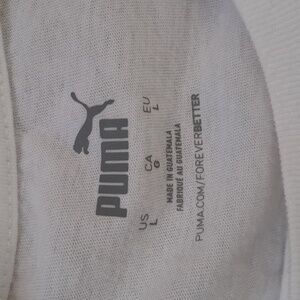 PUMA
US CA EU
L G L
MADE IN GUATEMALA
FABRIQUÉ AU GUATEMALA
PUMA.COM/FOREVERBETTER